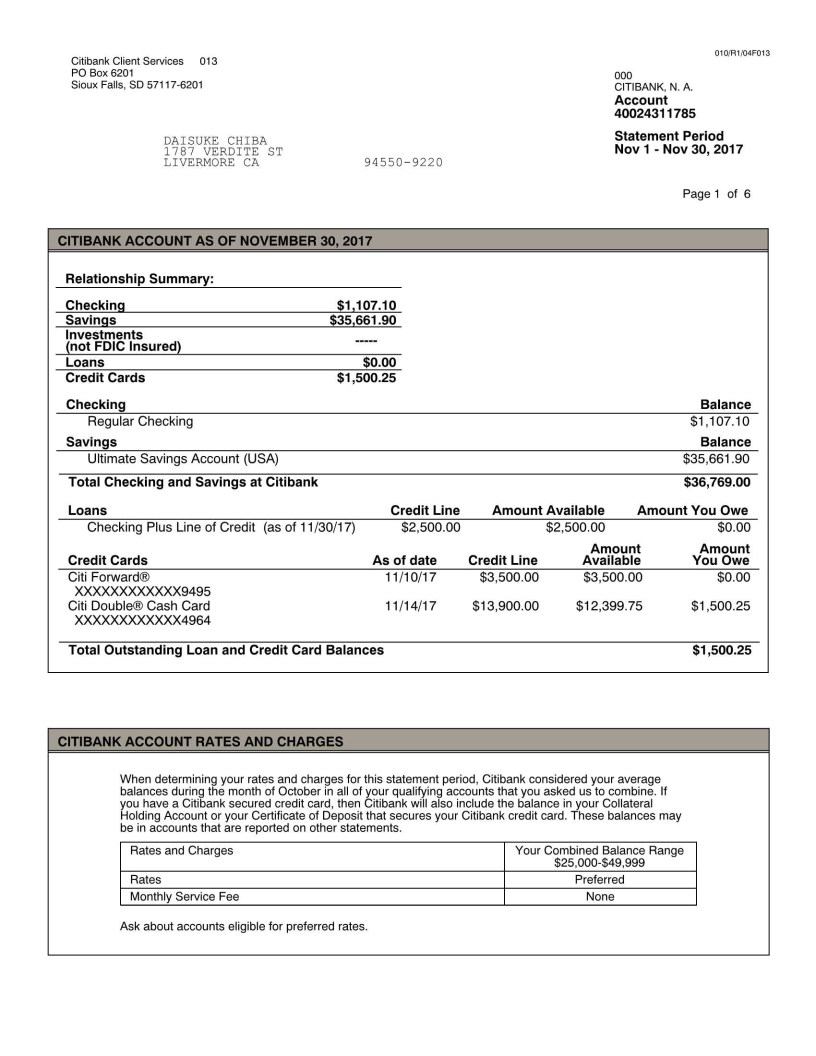 010/R1/04F013
Citibank Client Services 013
PO Box 6201
Sioux Falls, SD 57117-6201
000
CITIBANK, N. A.
Account
40024311785
Statement Period
Nov 1 - Nov 30, 2017
DAISUKE CHIBA
1787 VERDITE ST
LIVERMORE CA 94550-9220
Page 1 of 6
CITIBANK ACCOUNT AS OF NOVEMBER 30, 2017
Relationship Summary:
Checking $1,107.10
Savings $35,661.90
Investments
(not FDIC Insured) -----
Loans $0.00
Credit Cards $1,500.25
Checking Balance
Regular Checking $1,107.10
Savings Balance
Ultimate Savings Account (USA) $35,661.90
Total Checking and Savings at Citibank $36,769.00
Loans Credit Line Amount Available Amount You Owe
Checking Plus Line of Credit (as of 11/30/17) $2,500.00 $2,500.00 $0.00
Amount Amount
Credit Cards As of date Credit Line Available You Owe
Citi Forward® 11/10/17 $3,500.00 $3,500.00 $0.00
XXXXXXXXXXXX9495
Citi Double® Cash Card 11/14/17 $13,900.00 $12,399.75 $1,500.25
XXXXXXXXXXXX4964
Total Outstanding Loan and Credit Card Balances $1,500.25
CITIBANK ACCOUNT RATES AND CHARGES
When determining your rates and charges for this statement period, Citibank considered your average
balances during the month of October in all of your qualifying accounts that you asked us to combine. If
you have a Citibank secured credit card, then Citibank will also include the balance in your Collateral
Holding Account or your Certificate of Deposit that secures your Citibank credit card. These balances may
be in accounts that are reported on other statements.
Rates and Charges Your Combined Balance Range
$25,000-$49,999
Rates Preferred
Monthly Service Fee None
Ask about accounts eligible for preferred rates.